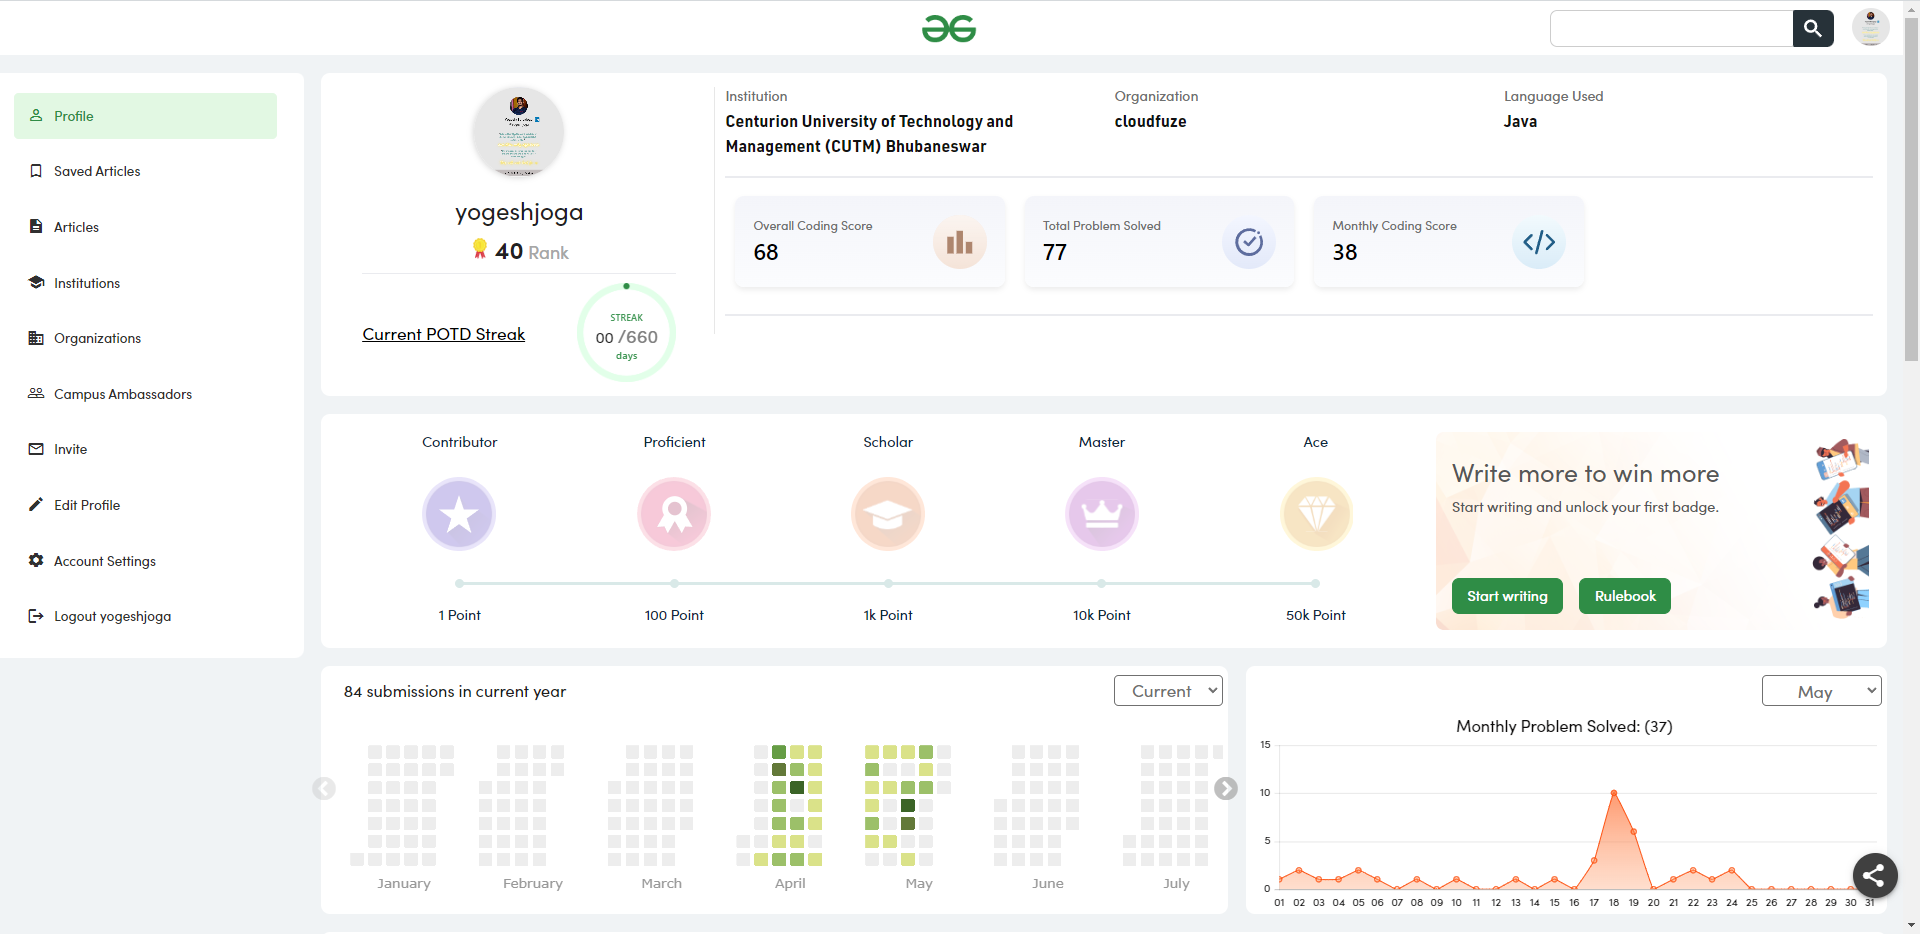 Profile
Saved Articles
Articles
Institutions
Organizations
Campus Ambassadors
Invite
Edit Profile
Account Settings
Logout yogeshjoga
yogeshjoga
40 Rank
Current POTD Streak
STREAK
00 /660
days
Institution
Centurion University of Technology and
Management (CUTM) Bhubaneswar
Organization
cloudfuze
Language Used
Java
Overall Coding Score
68
Total Problem Solved
77
Monthly Coding Score
38
Contributor Proficient Scholar Master Ace
1 Point 100 Point 1k Point 10k Point 50k Point
Write more to win more
Start writing and unlock your first badge.
Start writing Rulebook
84 submissions in current year
Current
January February March April May June July
May
Monthly Problem Solved: (37)
15
10
5
0
01 02 03 04 05 06 07 08 09 10 11 12 13 14 15 16 17 18 19 20 21 22 23 24 25 26 27 28 29 30 31